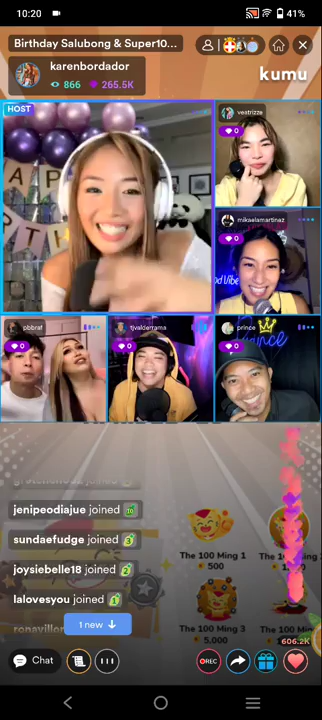 10:20
41%
Birthday Salubong & Super10...
karenbordador
866 265.5K
kumu
HOST
HAPP
vestrizze
0
mikaelamartinaz
0
pbbraf
0
tjvalderrama
0
prince
0
jenipeodiajue joined
sundaefudge joined
joysiebelle18 joined
lalovesyou joined
1 new ↓
The 100 Ming 1
500
The 100 Ming 3
5,000
606.2K
Chat
REC